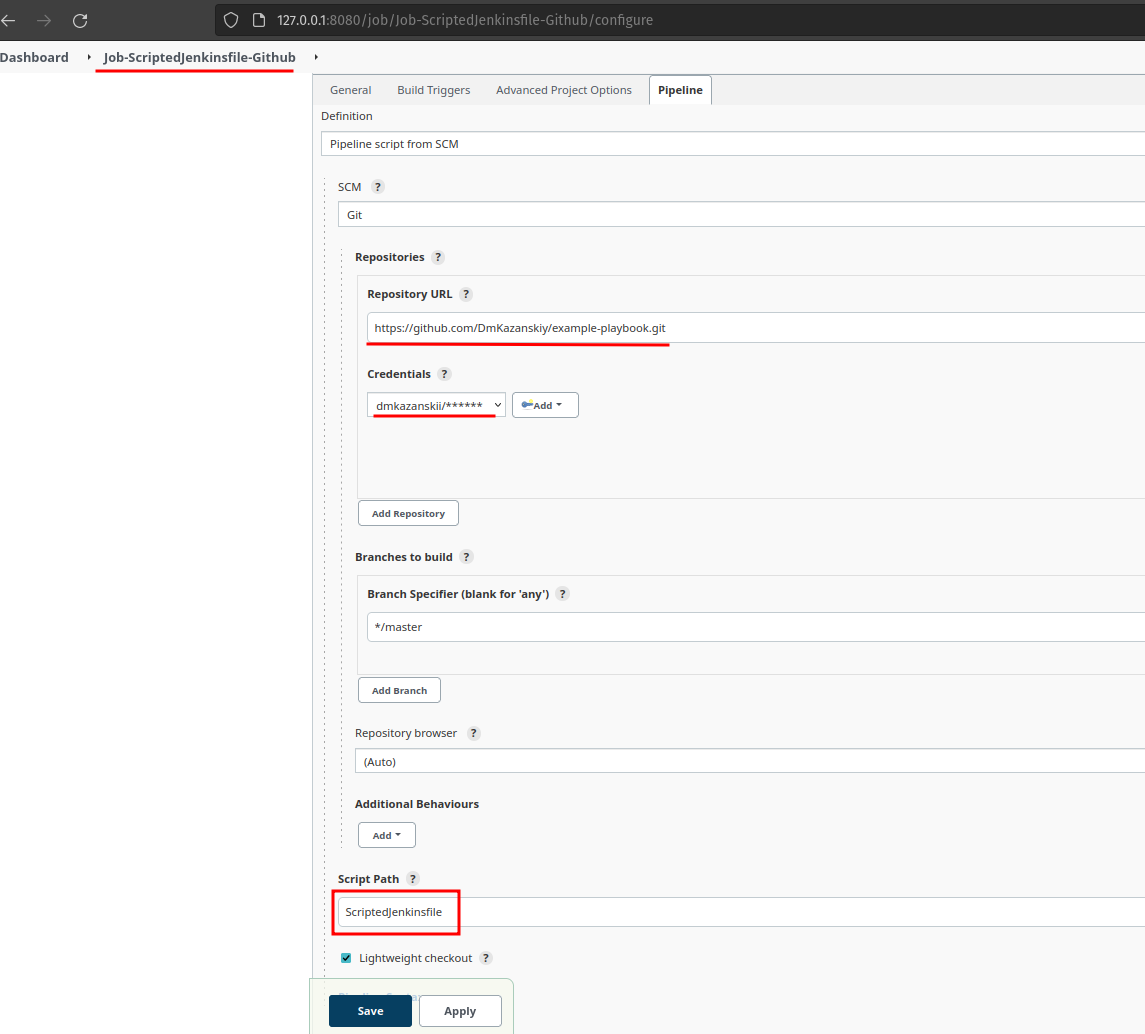 127.0.0.1:8080/job/Job-ScriptedJenkinsfile-Github/configure
Dashboard Job-ScriptedJenkinsfile-Github
General Build Triggers Advanced Project Options Pipeline
Definition
Pipeline script from SCM
SCM ?
Git
Repositories ?
Repository URL ?
https://github.com/DmKazanskiy/example-playbook.git
Credentials ?
dmkazanskii/****** Add
Add Repository
Branches to build ?
Branch Specifier (blank for 'any') ?
*/master
Add Branch
Repository browser ?
(Auto)
Additional Behaviours
Add
Script Path ?
ScriptedJenkinsfile
Lightweight checkout ?
Save Apply